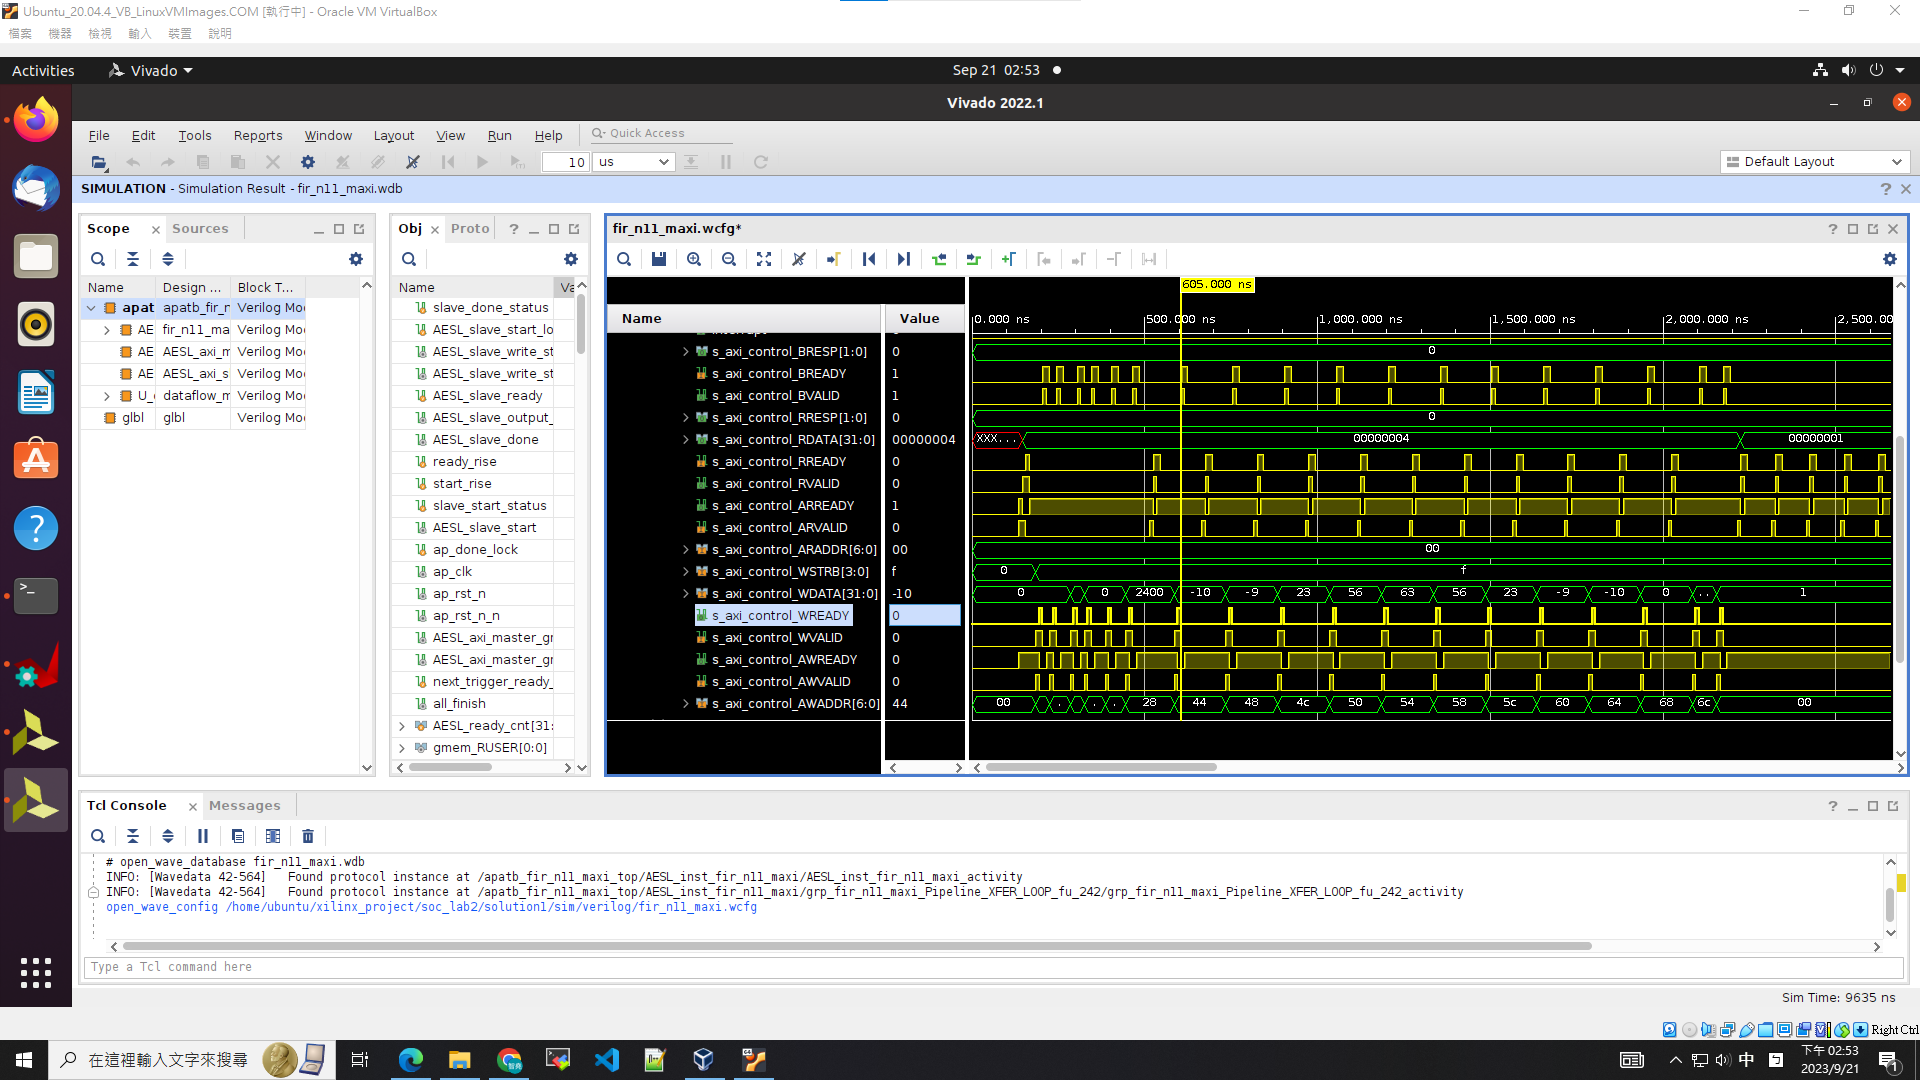 Ubuntu_20.04.4_VB_LinuxVMImages.COM [執行中] - Oracle VM VirtualBox
檔案 機器 檢視 輸入 裝置 說明
Activities Vivado Sep 21 02:53
Vivado 2022.1
File Edit Tools Reports Window Layout View Run Help Quick Access
10 us Default Layout
SIMULATION - Simulation Result - fir_n11_maxi.wdb
Scope Sources
Name Design ... Block T...
apat apatb_fir_n Verilog Mo
AE fir_n11_ma Verilog Mo
AE AESL_axi_m Verilog Mo
AE AESL_axi_s Verilog Mo
U_ dataflow_m Verilog Mo
glbl glbl Verilog Mo
Obj Proto
Name Va
slave_done_status
AESL_slave_start_lo
AESL_slave_write_st
AESL_slave_write_st
AESL_slave_ready
AESL_slave_output_
AESL_slave_done
ready_rise
start_rise
slave_start_status
AESL_slave_start
ap_done_lock
ap_clk
ap_rst_n
ap_rst_n_n
AESL_axi_master_gr
AESL_axi_master_gr
next_trigger_ready_
all_finish
AESL_ready_cnt[31:
gmem_RUSER[0:0]
fir_n11_maxi.wcfg*
605.000 ns
Name Value 0.000 ns 500.000 ns 1,000.000 ns 1,500.000 ns 2,000.000 ns 2,500.00
s_axi_control_BRESP[1:0] 0 0
s_axi_control_BREADY 1
s_axi_control_BVALID 1
s_axi_control_RRESP[1:0] 0 0
s_axi_control_RDATA[31:0] 00000004 XXX... 00000004 00000001
s_axi_control_RREADY 0
s_axi_control_RVALID 0
s_axi_control_ARREADY 1
s_axi_control_ARVALID 0
s_axi_control_ARADDR[6:0] 00 00
s_axi_control_WSTRB[3:0] f 0 f
s_axi_control_WDATA[31:0] -10 0 0 2400 -10 -9 23 56 63 56 23 -9 -10 0 .. 1
s_axi_control_WREADY 0
s_axi_control_WVALID 0
s_axi_control_AWREADY 0
s_axi_control_AWVALID 0
s_axi_control_AWADDR[6:0] 44 00 . . . 28 44 48 4c 50 54 58 5c 60 64 68 6c 00
Tcl Console Messages
# open_wave_database fir_n11_maxi.wdb
INFO: [Wavedata 42-564] Found protocol instance at /apatb_fir_n11_maxi_top/AESL_inst_fir_n11_maxi/AESL_inst_fir_n11_maxi_activity
INFO: [Wavedata 42-564] Found protocol instance at /apatb_fir_n11_maxi_top/AESL_inst_fir_n11_maxi/grp_fir_n11_maxi_Pipeline_XFER_LOOP_fu_242/grp_fir_n11_maxi_Pipeline_XFER_LOOP_fu_242_activity
open_wave_config /home/ubuntu/xilinx_project/soc_lab2/solution1/sim/verilog/fir_n11_maxi.wcfg
Type a Tcl command here
Sim Time: 9635 ns
Right Ctrl
在這裡輸入文字來搜尋
中
下午 02:53
2023/9/21
1